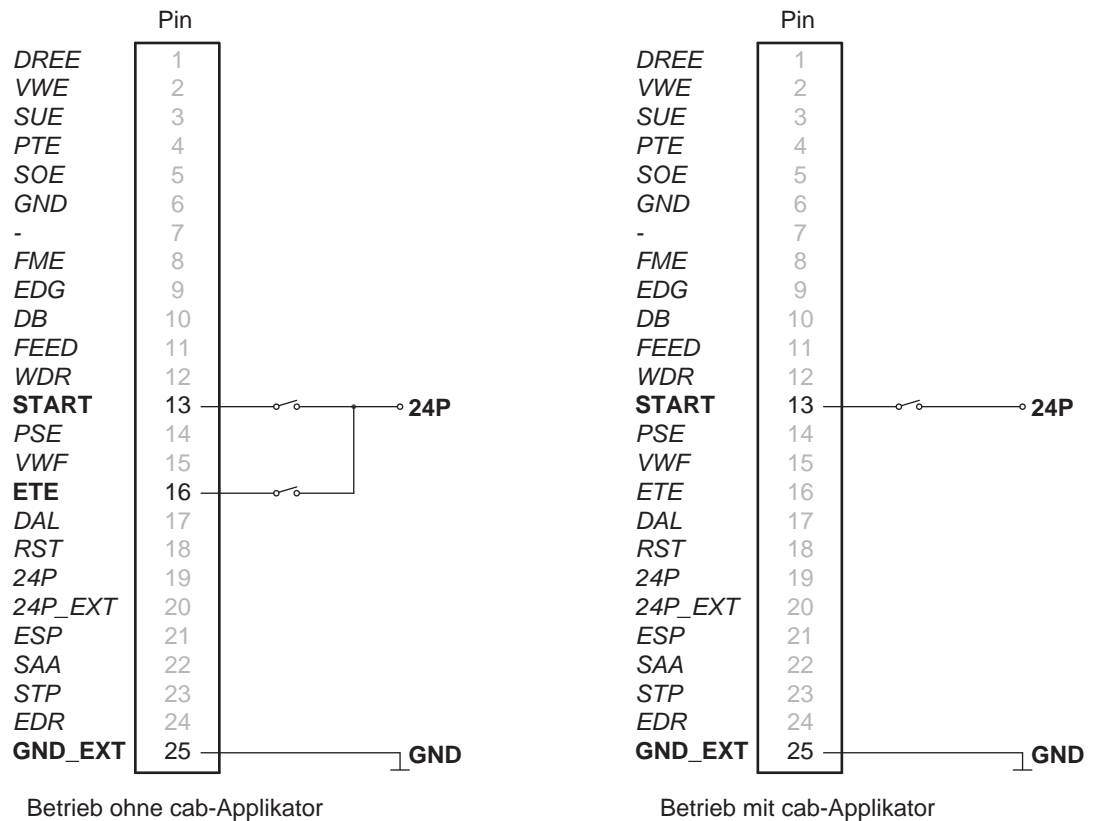 Pin
DREE 1
VWE 2
SUE 3
PTE 4
SOE 5
GND 6
- 7
FME 8
EDG 9
DB 10
FEED 11
WDR 12
START 13 24P
PSE 14
VWF 15
ETE 16
DAL 17
RST 18
24P 19
24P_EXT 20
ESP 21
SAA 22
STP 23
EDR 24
GND_EXT 25 GND
Betrieb ohne cab-Applikator
Pin
DREE 1
VWE 2
SUE 3
PTE 4
SOE 5
GND 6
- 7
FME 8
EDG 9
DB 10
FEED 11
WDR 12
START 13 24P
PSE 14
VWF 15
ETE 16
DAL 17
RST 18
24P 19
24P_EXT 20
ESP 21
SAA 22
STP 23
EDR 24
GND_EXT 25 GND
Betrieb mit cab-Applikator